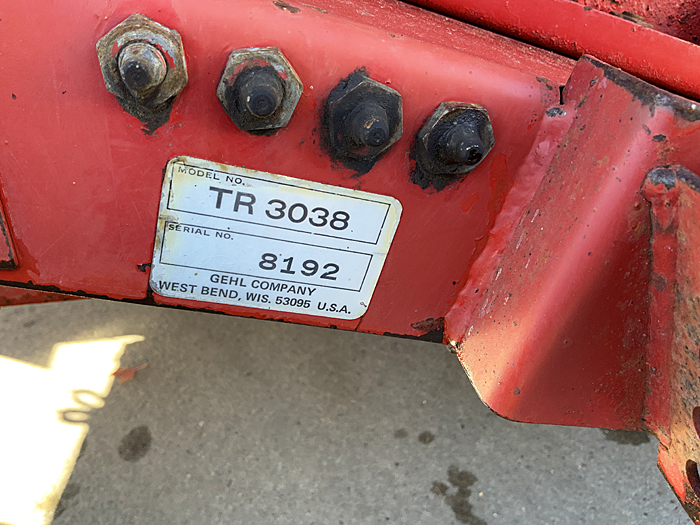 MODEL NO.
TR 3038
SERIAL NO.
8192
GEHL COMPANY
WEST BEND, WIS. 53095 U.S.A.